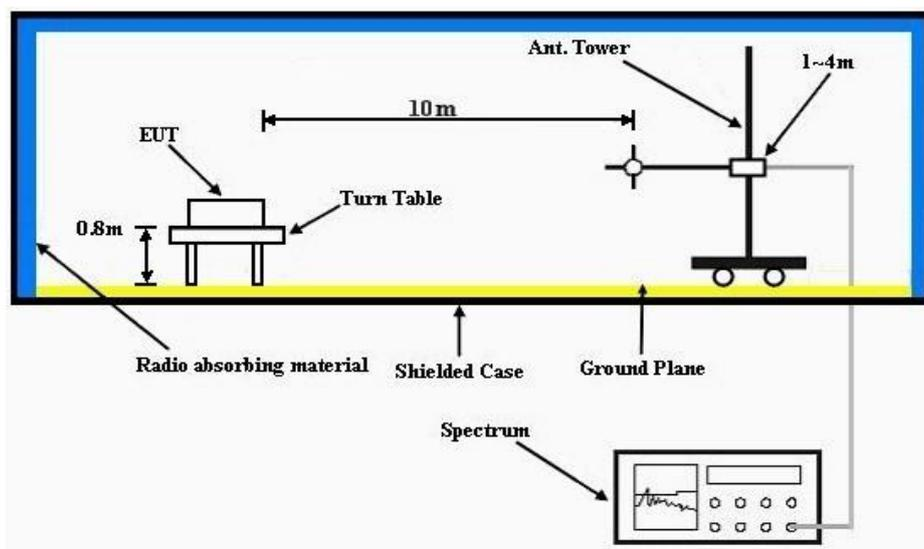 Ant. Tower
1~4m
10m
EUT
Turn Table
0.8m
Radio absorbing material
Shielded Case
Ground Plane
Spectrum